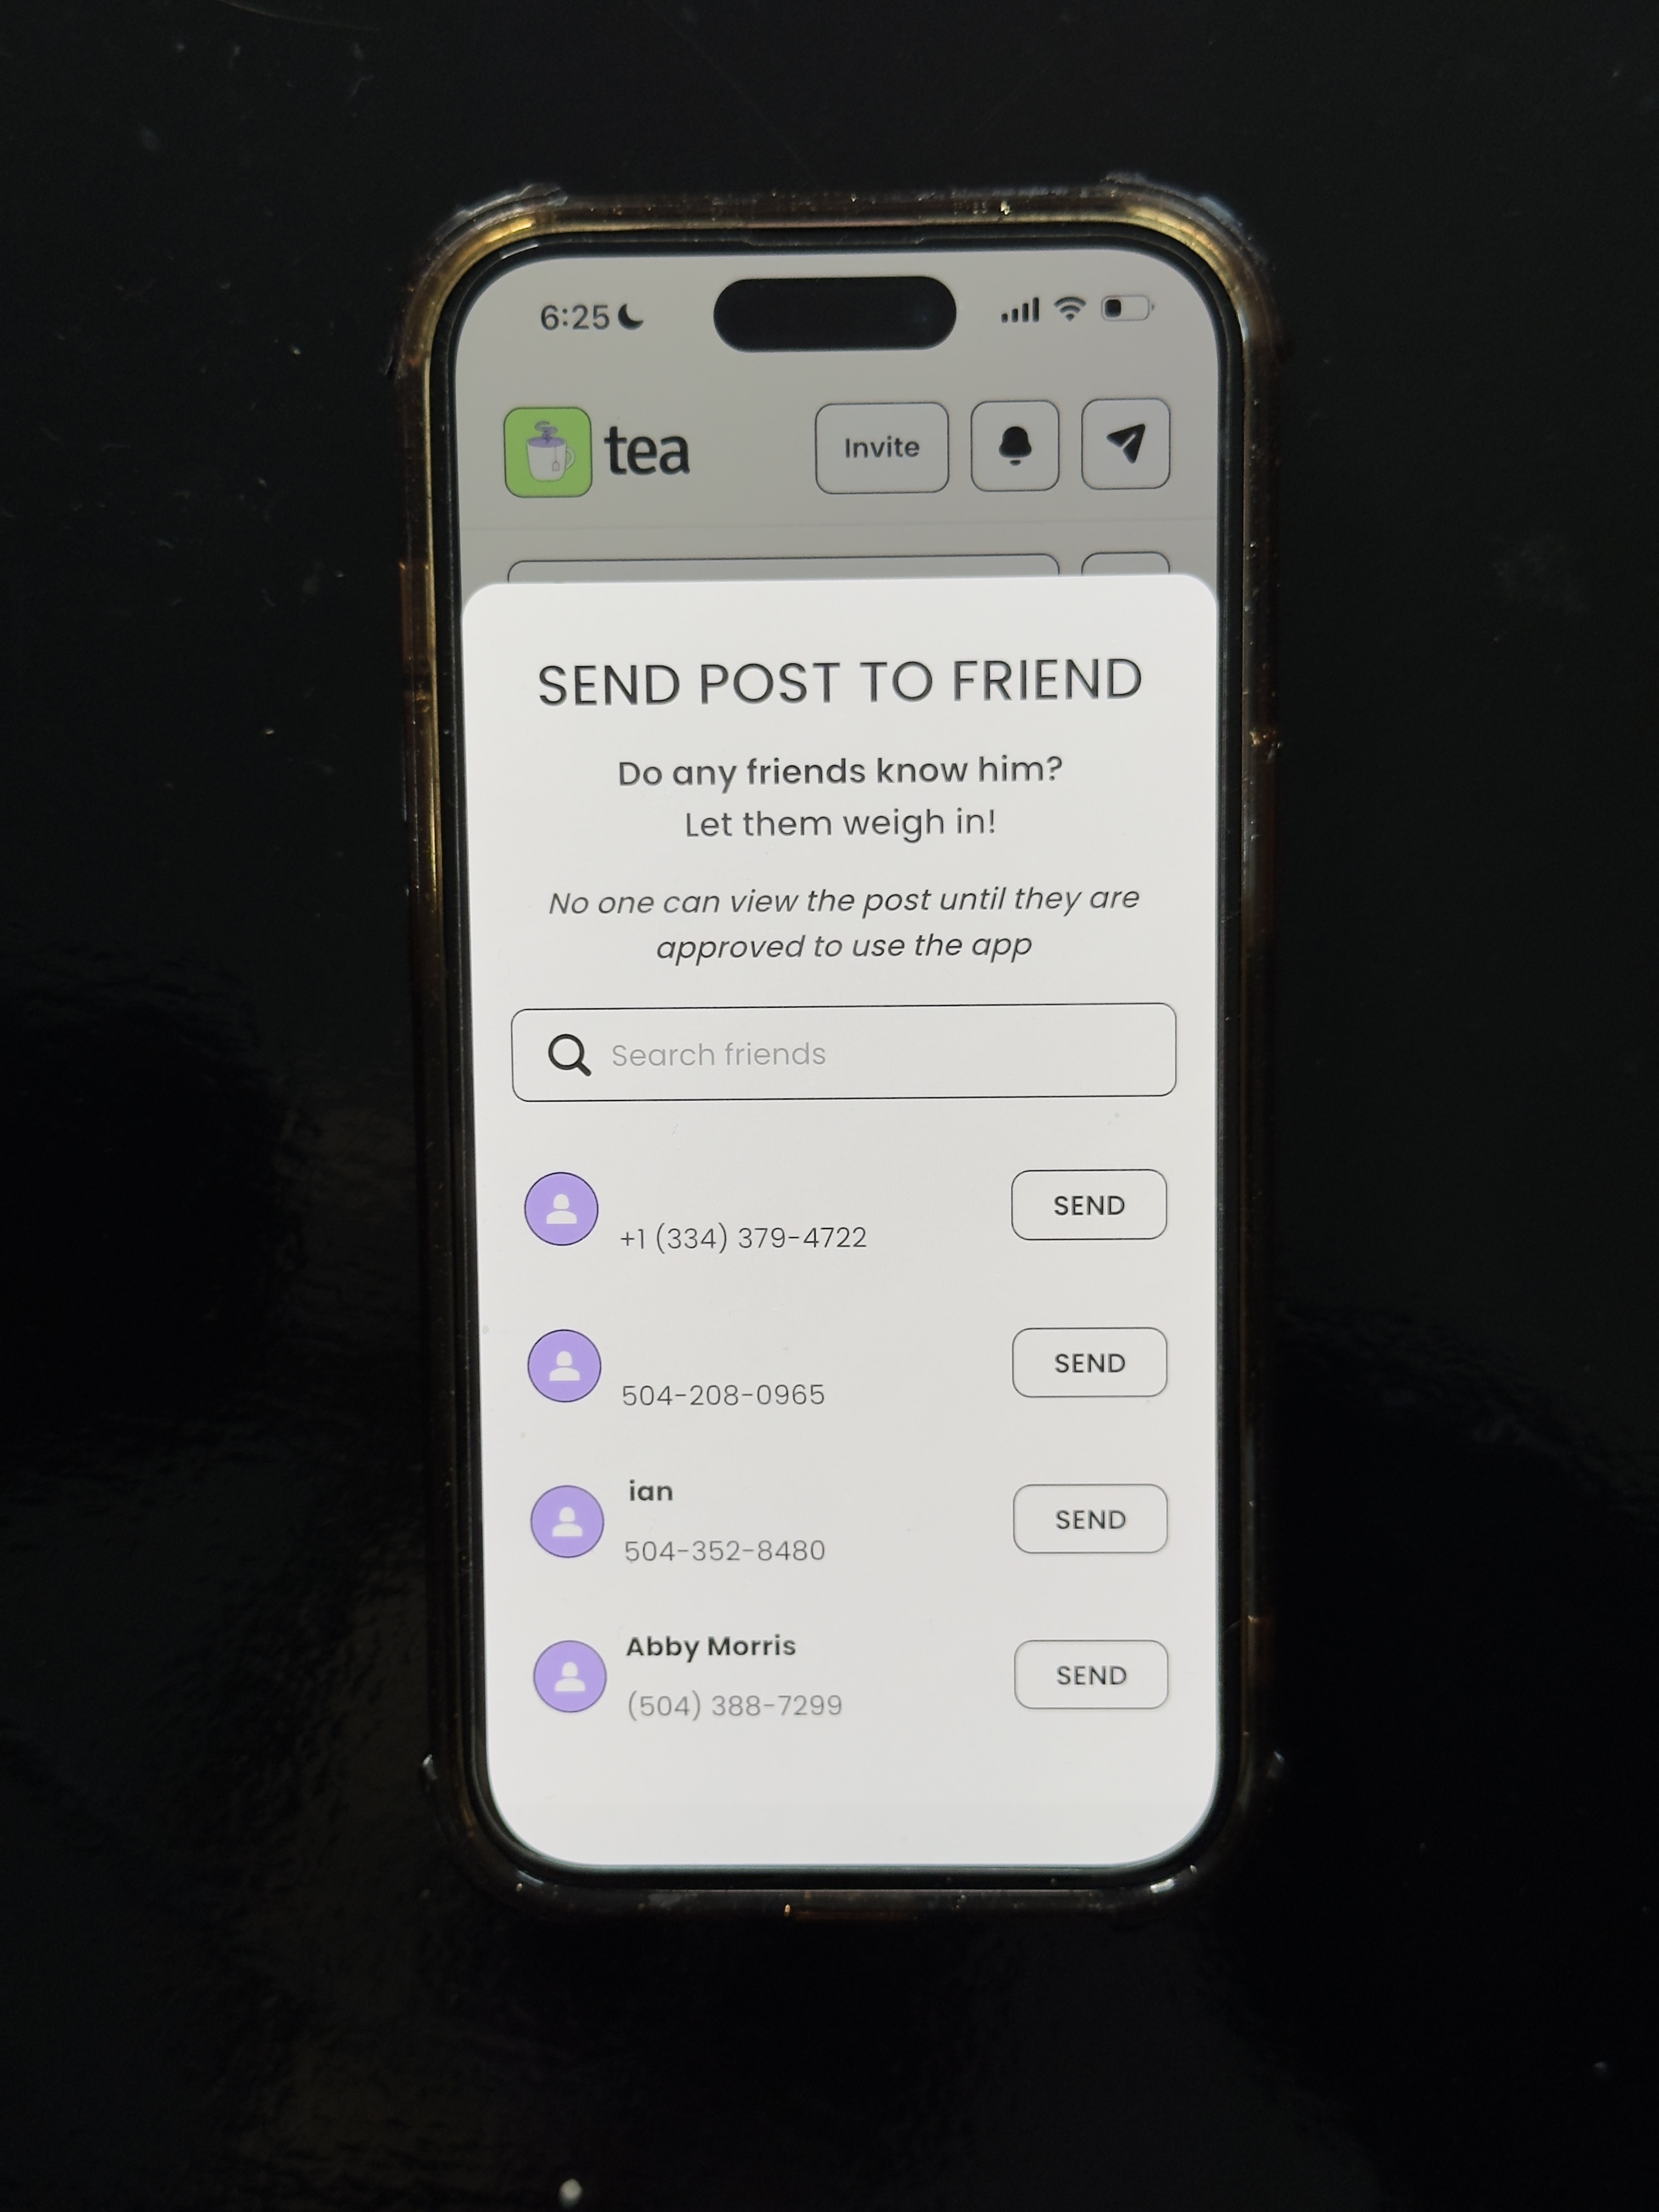 6:25
tea
Invite
SEND POST TO FRIEND
Do any friends know him?
Let them weigh in!
No one can view the post until they are
approved to use the app
Search friends
+1 (334) 379-4722
SEND
504-208-0965
SEND
ian
504-352-8480
SEND
Abby Morris
(504) 388-7299
SEND